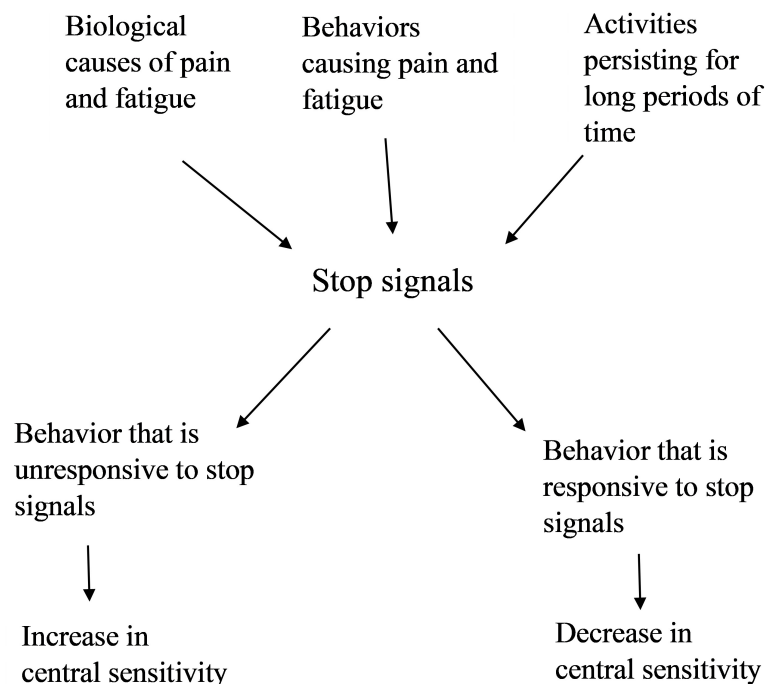 Biological
causes of pain
and fatigue
Behaviors
causing pain and
fatigue
Activities
persisting for
long periods of
time
Stop signals
Behavior that is
unresponsive to stop
signals
Behavior that is
responsive to stop
signals
Increase in
central sensitivity
Decrease in
central sensitivity